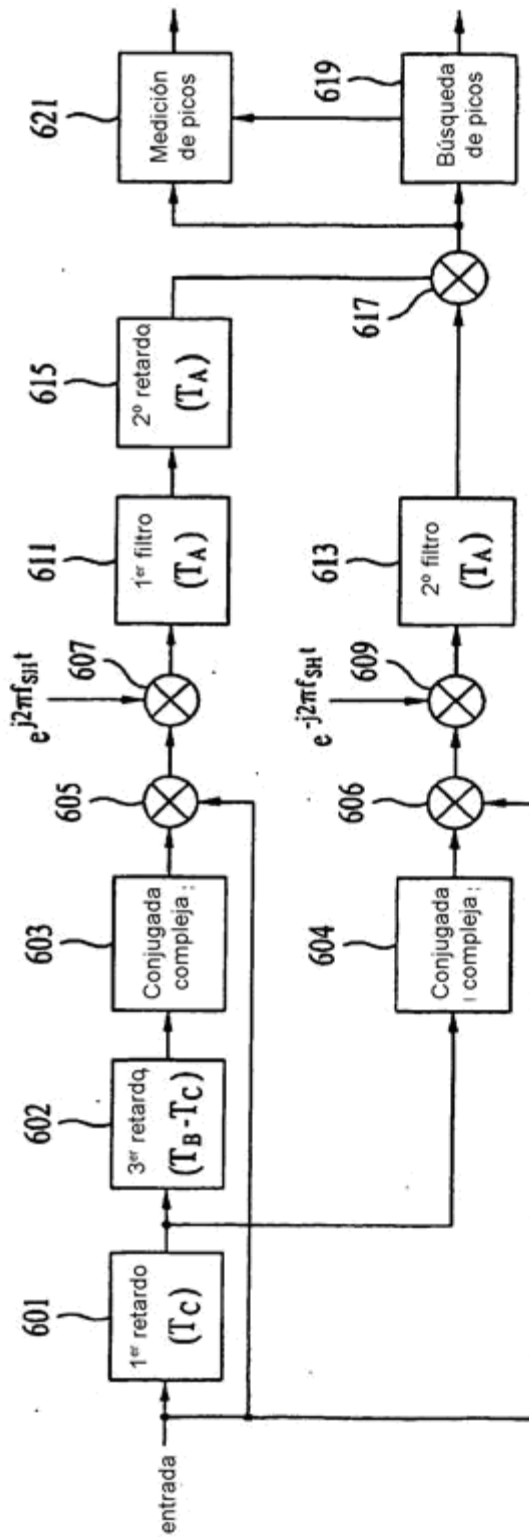 entrada
601
1er retardo
(TC)
602
3er retardo
(TB-TC)
603
Conjugada
compleja
605
e^j2πfSHt
607
611
1er filtro
(TA)
615
2º retardo
(TA)
604
Conjugada
compleja
606
e^-j2πfSHt
609
613
2º filtro
(TA)
617
619
Búsqueda
de picos
621
Medición
de picos